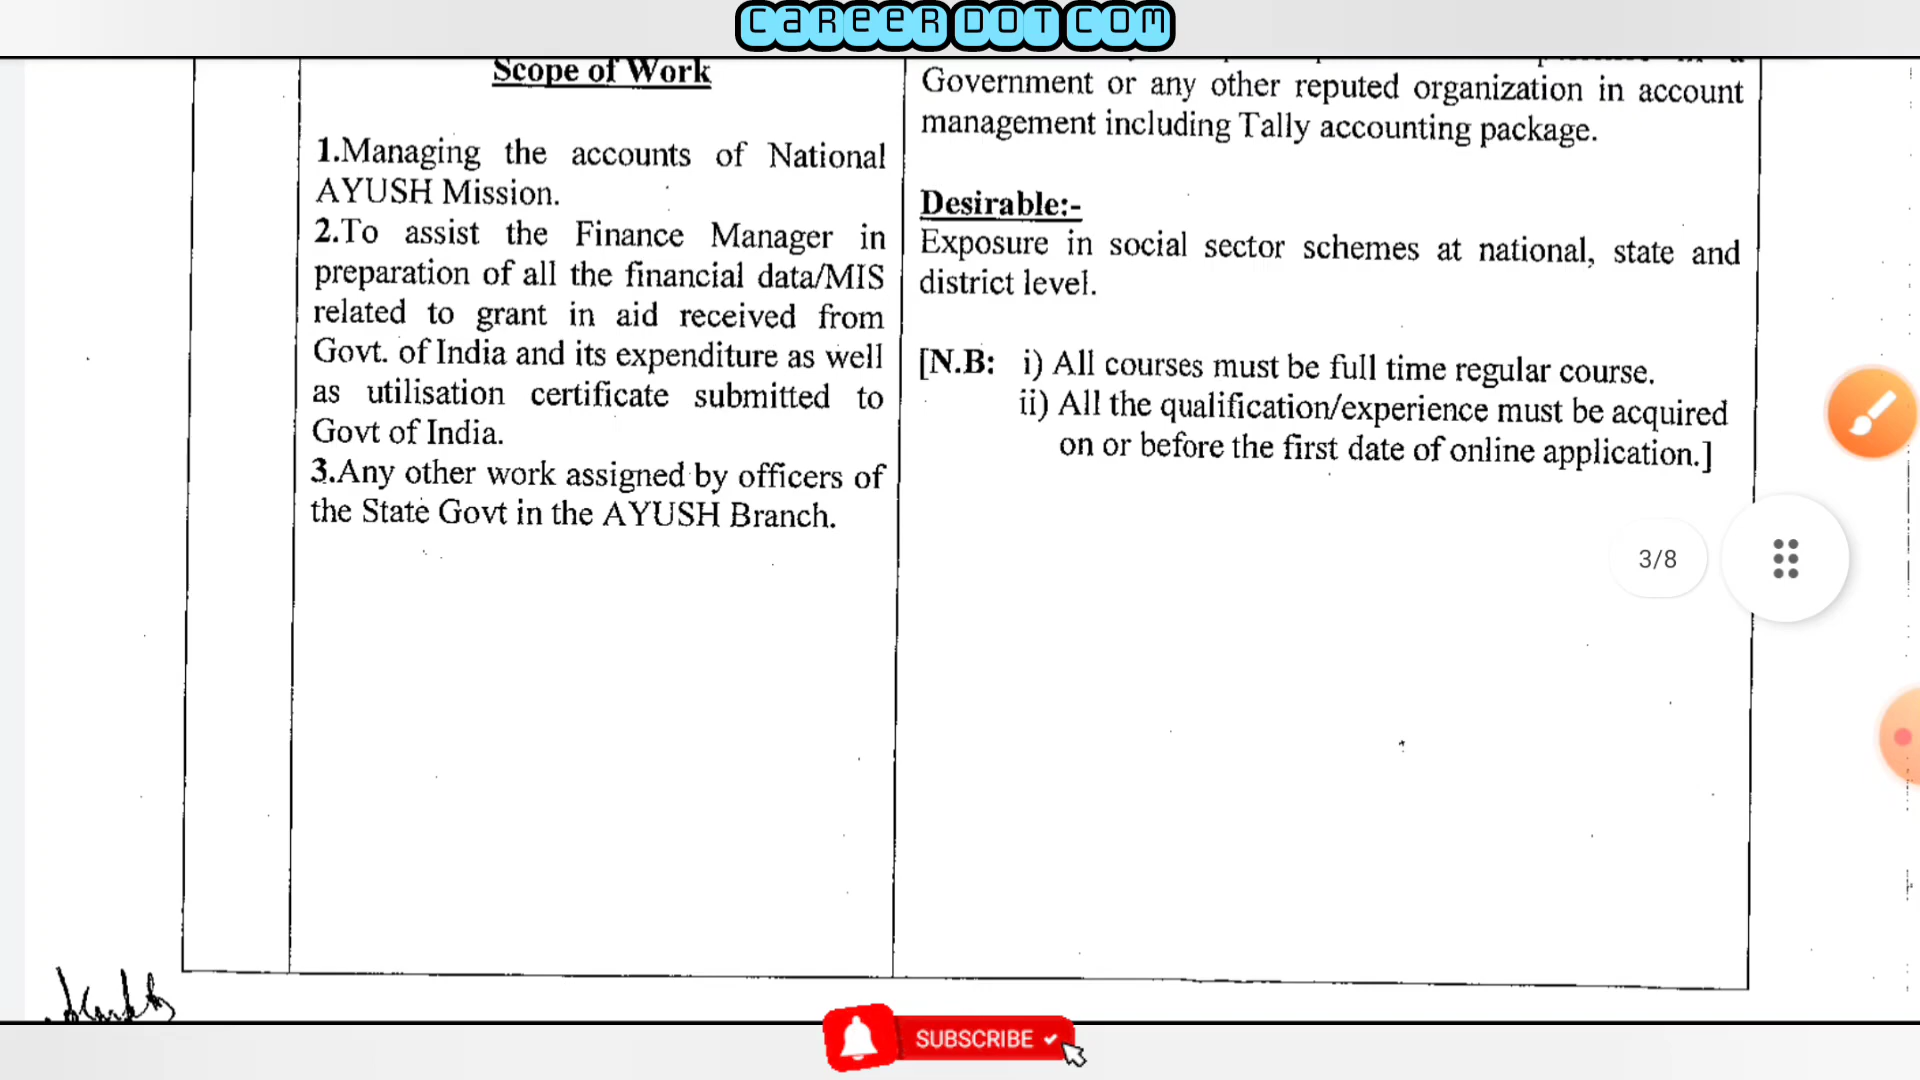 CAREER DOT COM
Scope of Work
1.Managing the accounts of National
AYUSH Mission.
2.To assist the Finance Manager in
preparation of all the financial data/MIS
related to grant in aid received from
Govt. of India and its expenditure as well
as utilisation certificate submitted to
Govt of India.
3.Any other work assigned by officers of
the State Govt in the AYUSH Branch.
Government or any other reputed organization in account
management including Tally accounting package.
Desirable:-
Exposure in social sector schemes at national, state and
district level.
[N.B: i) All courses must be full time regular course.
ii) All the qualification/experience must be acquired
on or before the first date of online application.]
3/8
SUBSCRIBE